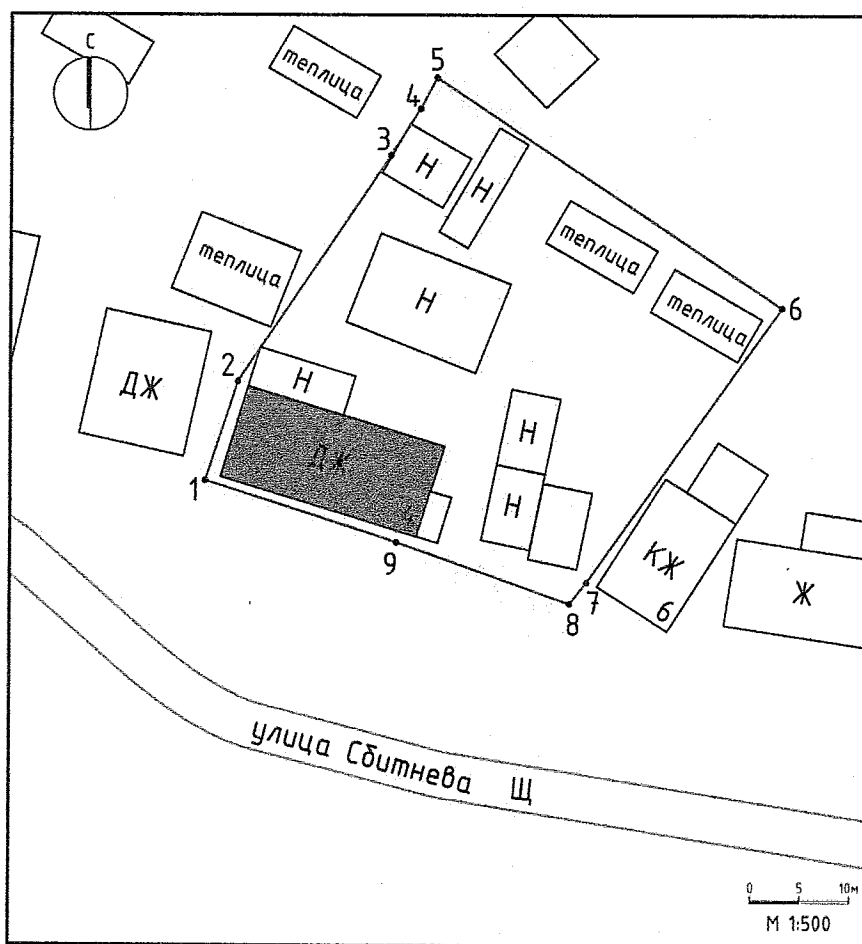 С
теплица
5
4
3
Н
Н
теплица
теплица
Н
6
теплица
2
Н
ДЖ
ДЖ
Н
1
Н
9
КЖ
6
Ж
7
8
улица Сбитнева Щ
0 5 10м
М 1:500